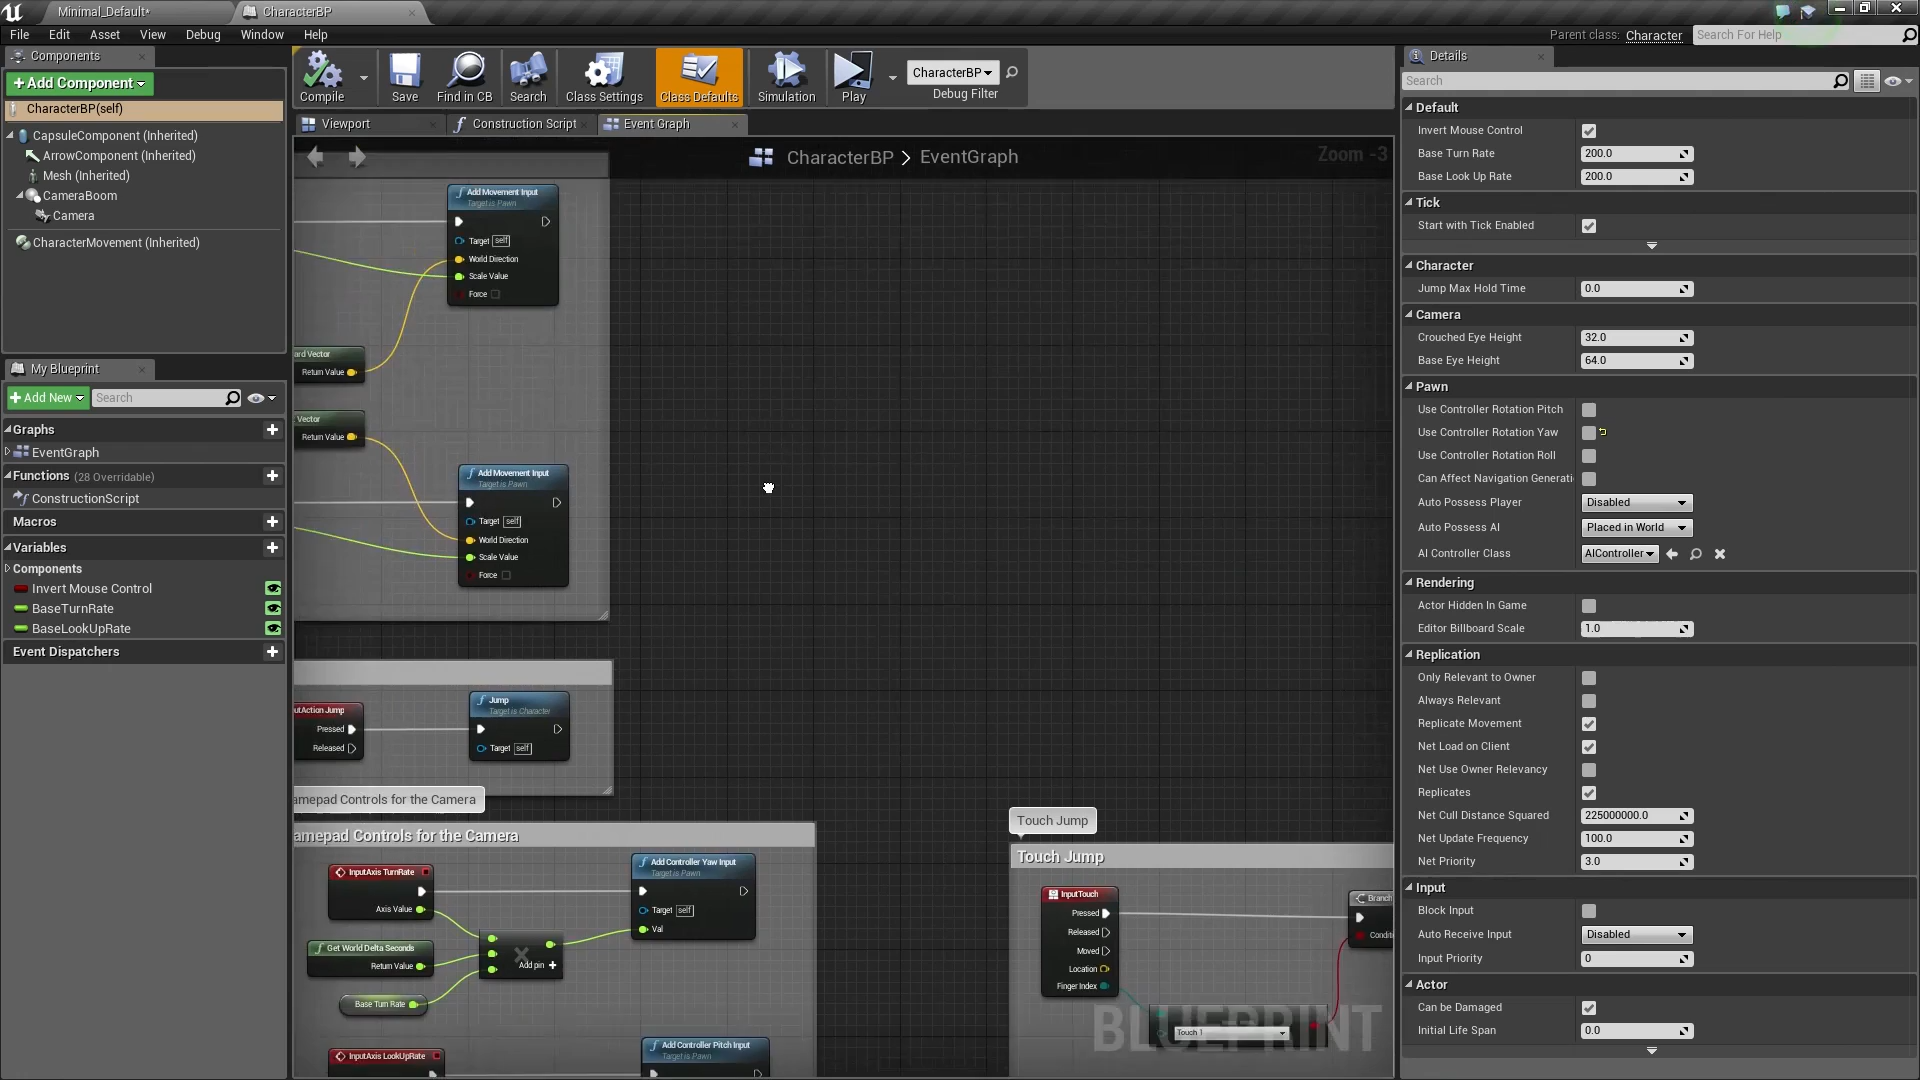 Minimal_Default*
CharacterBP
File Edit Asset View Debug Window Help
Parent class: Character
Search For Help
Components
+ Add Component
CharacterBP(self)
CapsuleComponent (Inherited)
ArrowComponent (Inherited)
Mesh (Inherited)
CameraBoom
Camera
CharacterMovement (Inherited)
My Blueprint
+ Add New
Search
Graphs
EventGraph
Functions (28 Overridable)
ConstructionScript
Macros
Variables
Components
Invert Mouse Control
BaseTurnRate
BaseLookUpRate
Event Dispatchers
Compile
Save
Find in CB
Search
Class Settings
Class Defaults
Simulation
Play
CharacterBP
Debug Filter
Viewport
Construction Script
Event Graph
CharacterBP > EventGraph
Zoom -3
Add Movement Input
Target is Pawn
Target self
World Direction
Scale Value
Force
ard Vector
Return Value
Vector
Return Value
Add Movement Input
Target is Pawn
Target self
World Direction
Scale Value
Force
utAction Jump
Pressed
Released
Jump
Target is Character
Target self
amepad Controls for the Camera
amepad Controls for the Camera
InputAxis TurnRate
Axis Value
Get World Delta Seconds
Return Value
Base Turn Rate
Add pin +
Add Controller Yaw Input
Target is Pawn
Target self
Val
InputAxis LookUpRate
Add Controller Pitch Input
Target is Pawn
Touch Jump
Touch Jump
InputTouch
Pressed
Released
Moved
Location
Finger Index
Branch
Conditi
Touch 1
BLUEPRINT
Details
Search
Default
Invert Mouse Control
Base Turn Rate 200.0
Base Look Up Rate 200.0
Tick
Start with Tick Enabled
Character
Jump Max Hold Time 0.0
Camera
Crouched Eye Height 32.0
Base Eye Height 64.0
Pawn
Use Controller Rotation Pitch
Use Controller Rotation Yaw
Use Controller Rotation Roll
Can Affect Navigation Generati
Auto Possess Player Disabled
Auto Possess AI Placed in World
AI Controller Class AIController
Rendering
Actor Hidden In Game
Editor Billboard Scale 1.0
Replication
Only Relevant to Owner
Always Relevant
Replicate Movement
Net Load on Client
Net Use Owner Relevancy
Replicates
Net Cull Distance Squared 225000000.0
Net Update Frequency 100.0
Net Priority 3.0
Input
Block Input
Auto Receive Input Disabled
Input Priority 0
Actor
Can be Damaged
Initial Life Span 0.0